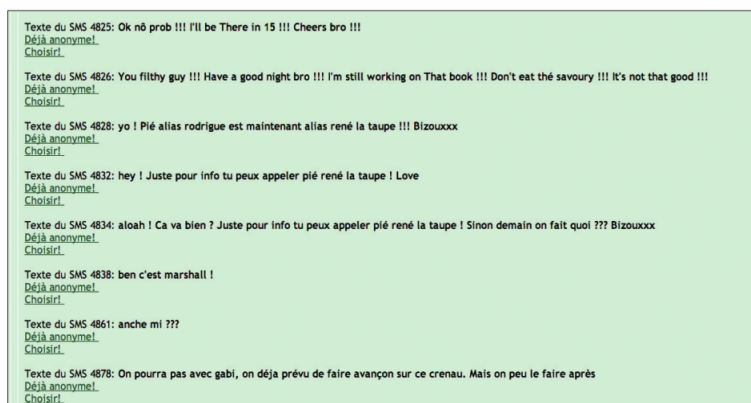 Texte du SMS 4825: Ok nô prob !!! I'll be There in 15 !!! Cheers bro !!!
Déjà anonyme!
Choisir!
Texte du SMS 4826: You filthy guy !!! Have a good night bro !!! I'm still working on That book !!! Don't eat thé savoury !!! It's not that good !!!
Déjà anonyme!
Choisir!
Texte du SMS 4828: yo ! Pié alias rodrigue est maintenant alias rené la taupe !!! Bizouxxx
Déjà anonyme!
Choisir!
Texte du SMS 4832: hey ! Juste pour info tu peux appeler pié rené la taupe ! Love
Déjà anonyme!
Choisir!
Texte du SMS 4834: aloah ! Ca va bien ? Juste pour info tu peux appeler pié rené la taupe ! Sinon demain on fait quoi ??? Bizouxxx
Déjà anonyme!
Choisir!
Texte du SMS 4838: ben c'est marshall !
Déjà anonyme!
Choisir!
Texte du SMS 4861: anche mi ???
Déjà anonyme!
Choisir!
Texte du SMS 4878: On pourra pas avec gabi, on déja prévu de faire avançon sur ce crenau. Mais on peu le faire après
Déjà anonyme!
Choisir!